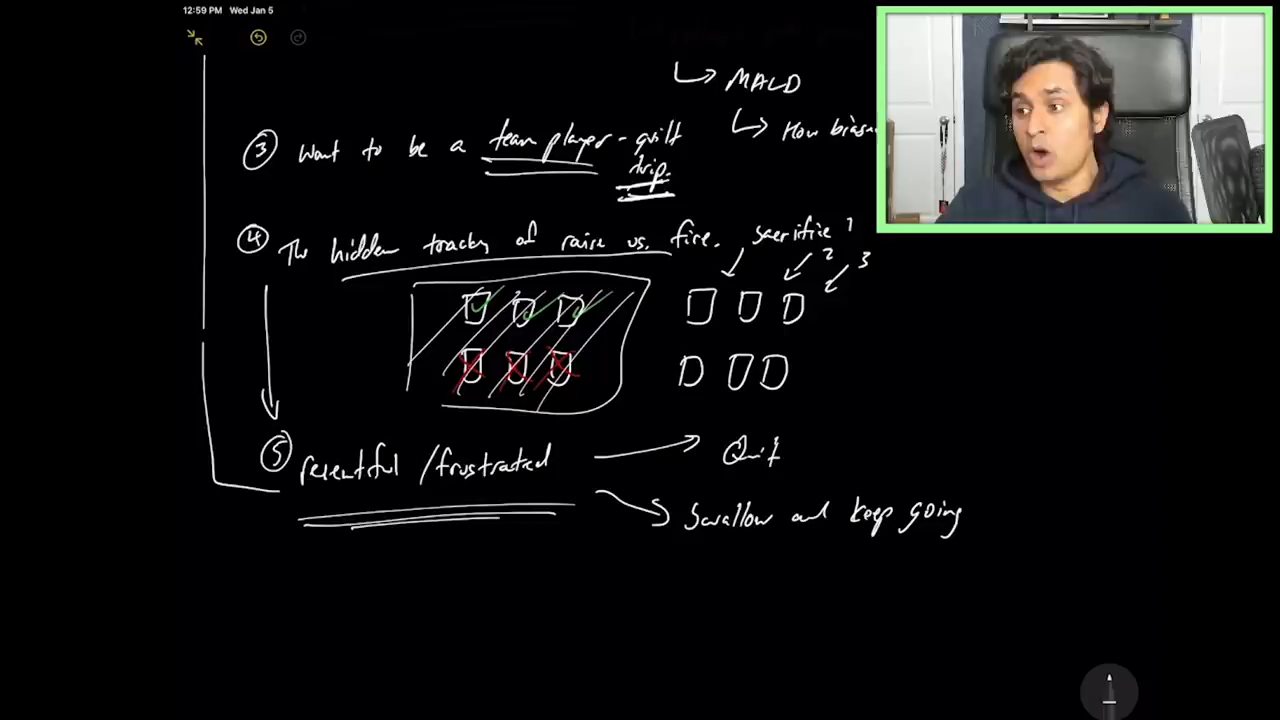 12:59 PM Wed Jan 5
↳ MALD
↳ How bias
③ Want to be a team player - guilt
trip.
④ The hidden tracks of raise vs. fire.
sacrifice 1
2
3
⑤ resentful / frustrated → Quit
→ Swallow and keep going